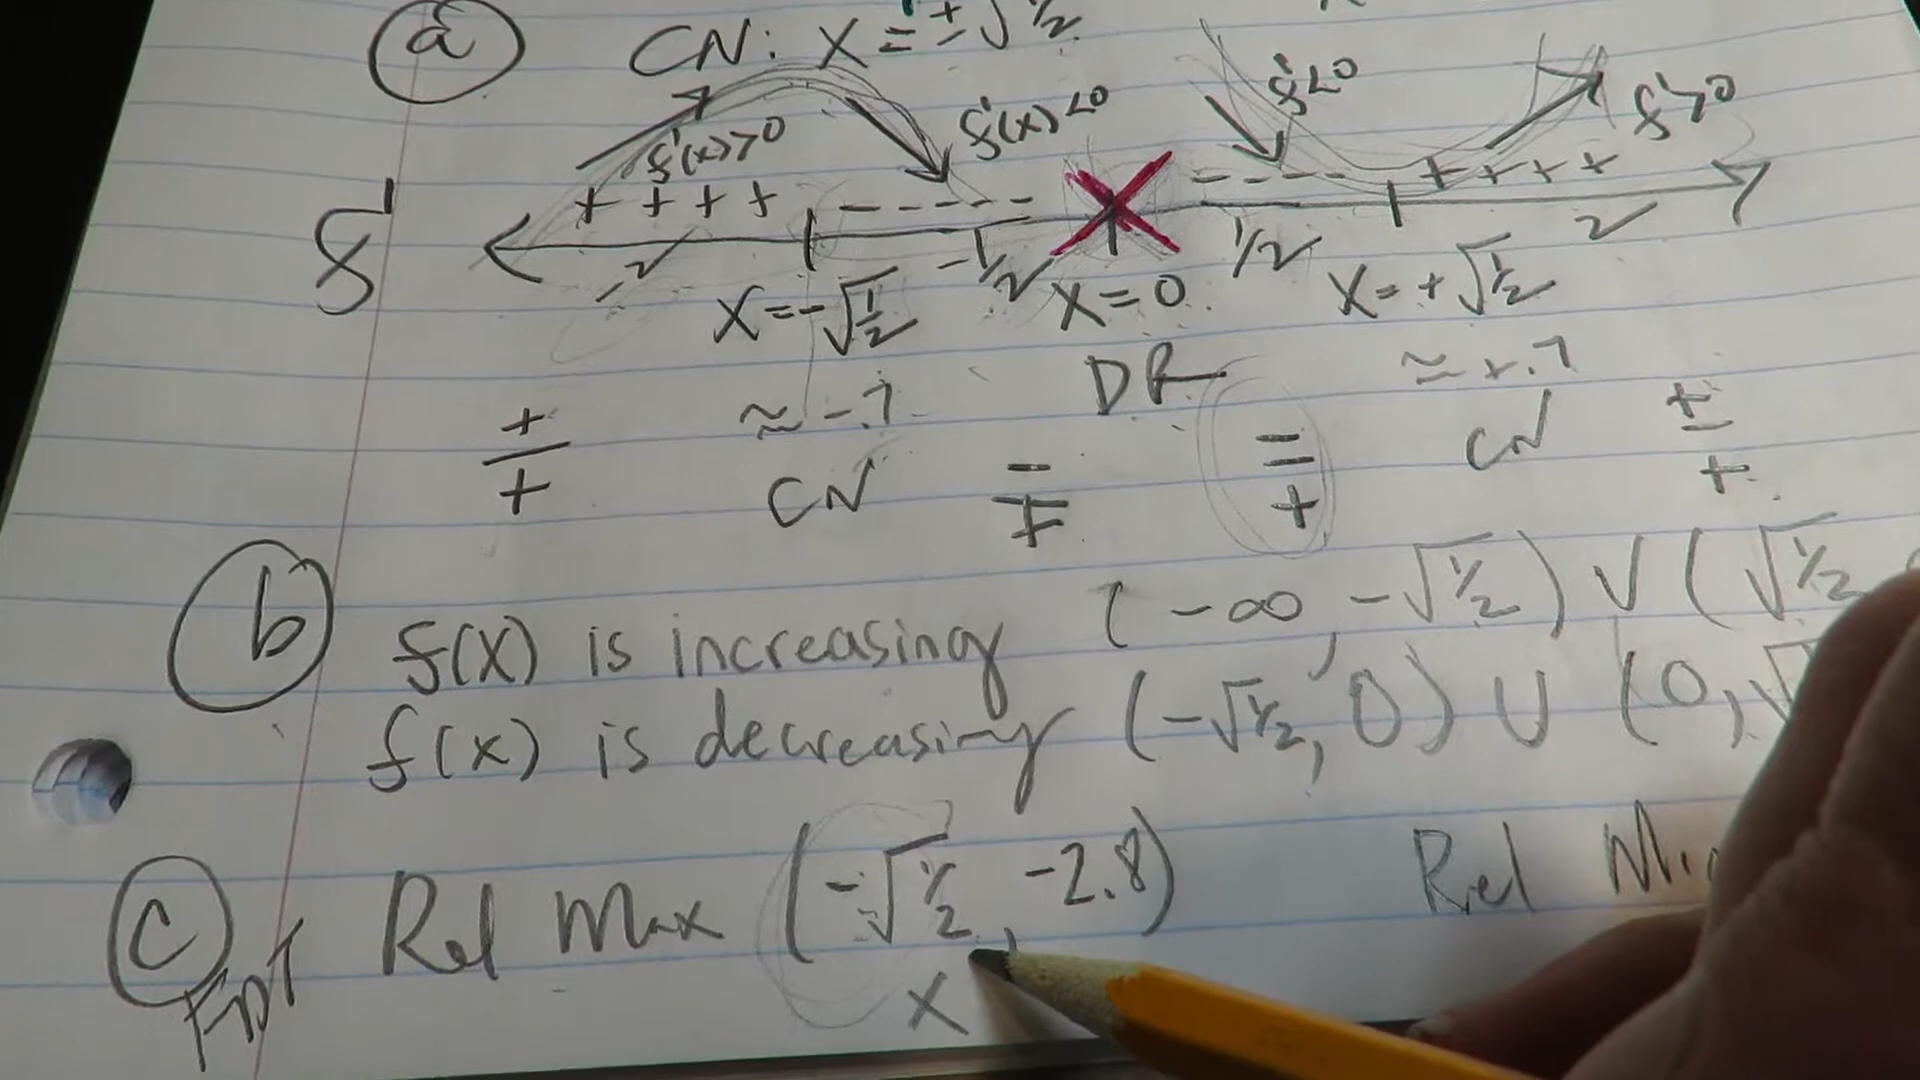 a CN: X = ±√1/2
f'(x)>0 f'(x)<0 f'<0 f'>0
f' + + + + - - - - - - - - - - + + + +
-2 -1/2 1/2 2
X=-√1/2 X=0 X=+√1/2
≈ -.7 DR ≈ +.7
+/+ CN -/+ -/+ CN +/+
b f(x) is increasing (-∞, -√1/2) ∪ (√1/2
f(x) is decreasing (-√1/2, 0) ∪ (0, √
c Rel Max (-√1/2, -2.8) Rel
FDT X